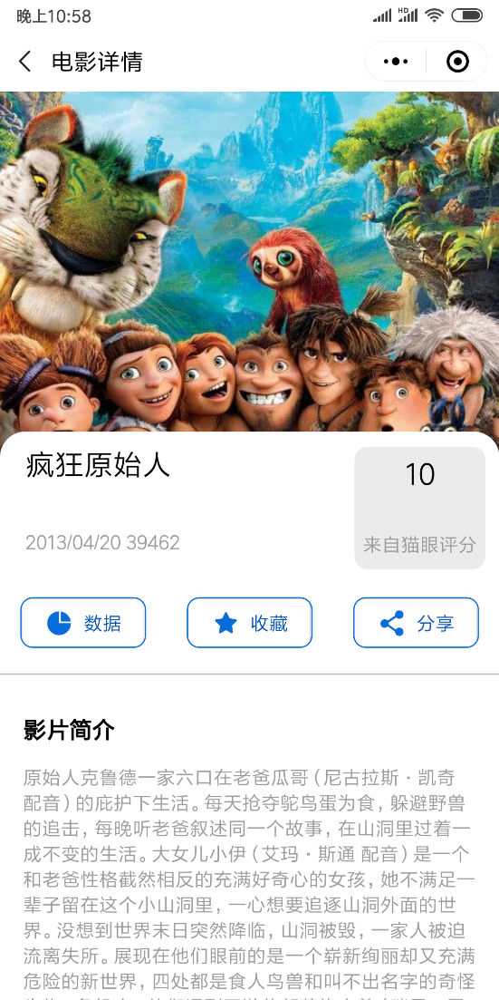 晚上10:58
HD
电影详情
疯狂原始人
10
2013/04/20 39462
来自猫眼评分
数据
收藏
分享
影片简介
原始人克鲁德一家六口在老爸瓜哥（尼古拉斯·凯奇
配音）的庇护下生活。每天抢夺鸵鸟蛋为食，躲避野兽
的追击，每晚听老爸叙述同一个故事，在山洞里过着一
成不变的生活。大女儿小伊（艾玛·斯通 配音）是一个
和老爸性格截然相反的充满好奇心的女孩，她不满足一
辈子留在这个小山洞里，一心想要追逐山洞外面的世
界。没想到世界末日突然降临，山洞被毁，一家人被迫
流离失所。展现在他们眼前的是一个崭新绚丽却又充满
危险的新世界，四处都是食人鸟兽和叫不出名字的奇怪